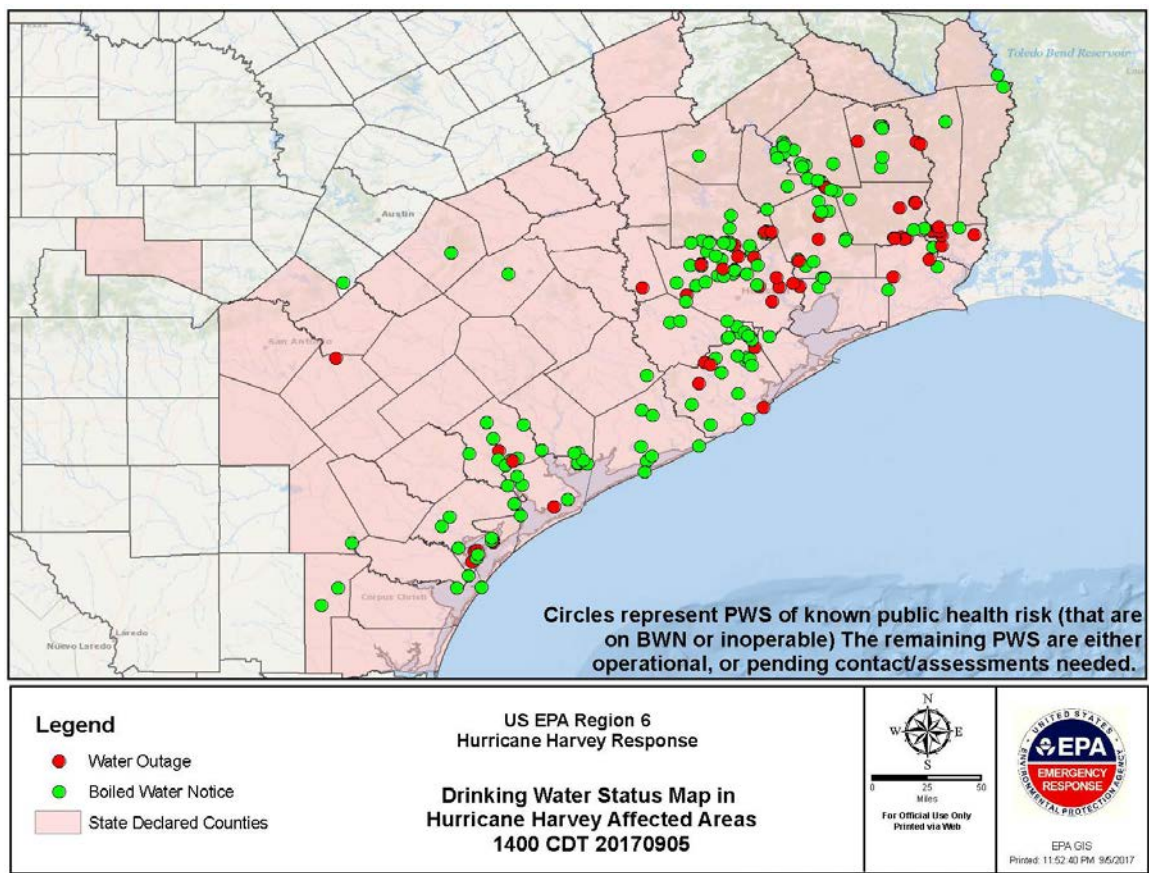 Toledo Bend Reservoir
Austin
San Antonio
Corpus Christi
Laredo
Nuevo Laredo
Circles represent PWS of known public health risk (that are
on BWN or inoperable) The remaining PWS are either
operational, or pending contact/assessments needed.
Legend
Water Outage
Boiled Water Notice
State Declared Counties
US EPA Region 6
Hurricane Harvey Response
Drinking Water Status Map in
Hurricane Harvey Affected Areas
1400 CDT 20170905
N
W
E
S
0 25 50
Miles
For Official Use Only
Printed via Web
UNITED STATES
EPA
EMERGENCY
RESPONSE
ENVIRONMENTAL PROTECTION AGENCY
EPA GIS
Printed: 11:52:40 PM 9/5/2017